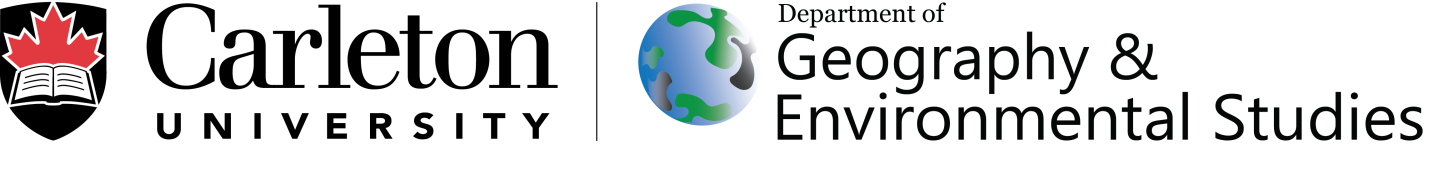 Carleton
UNIVERSITY
Department of
Geography &
Environmental Studies